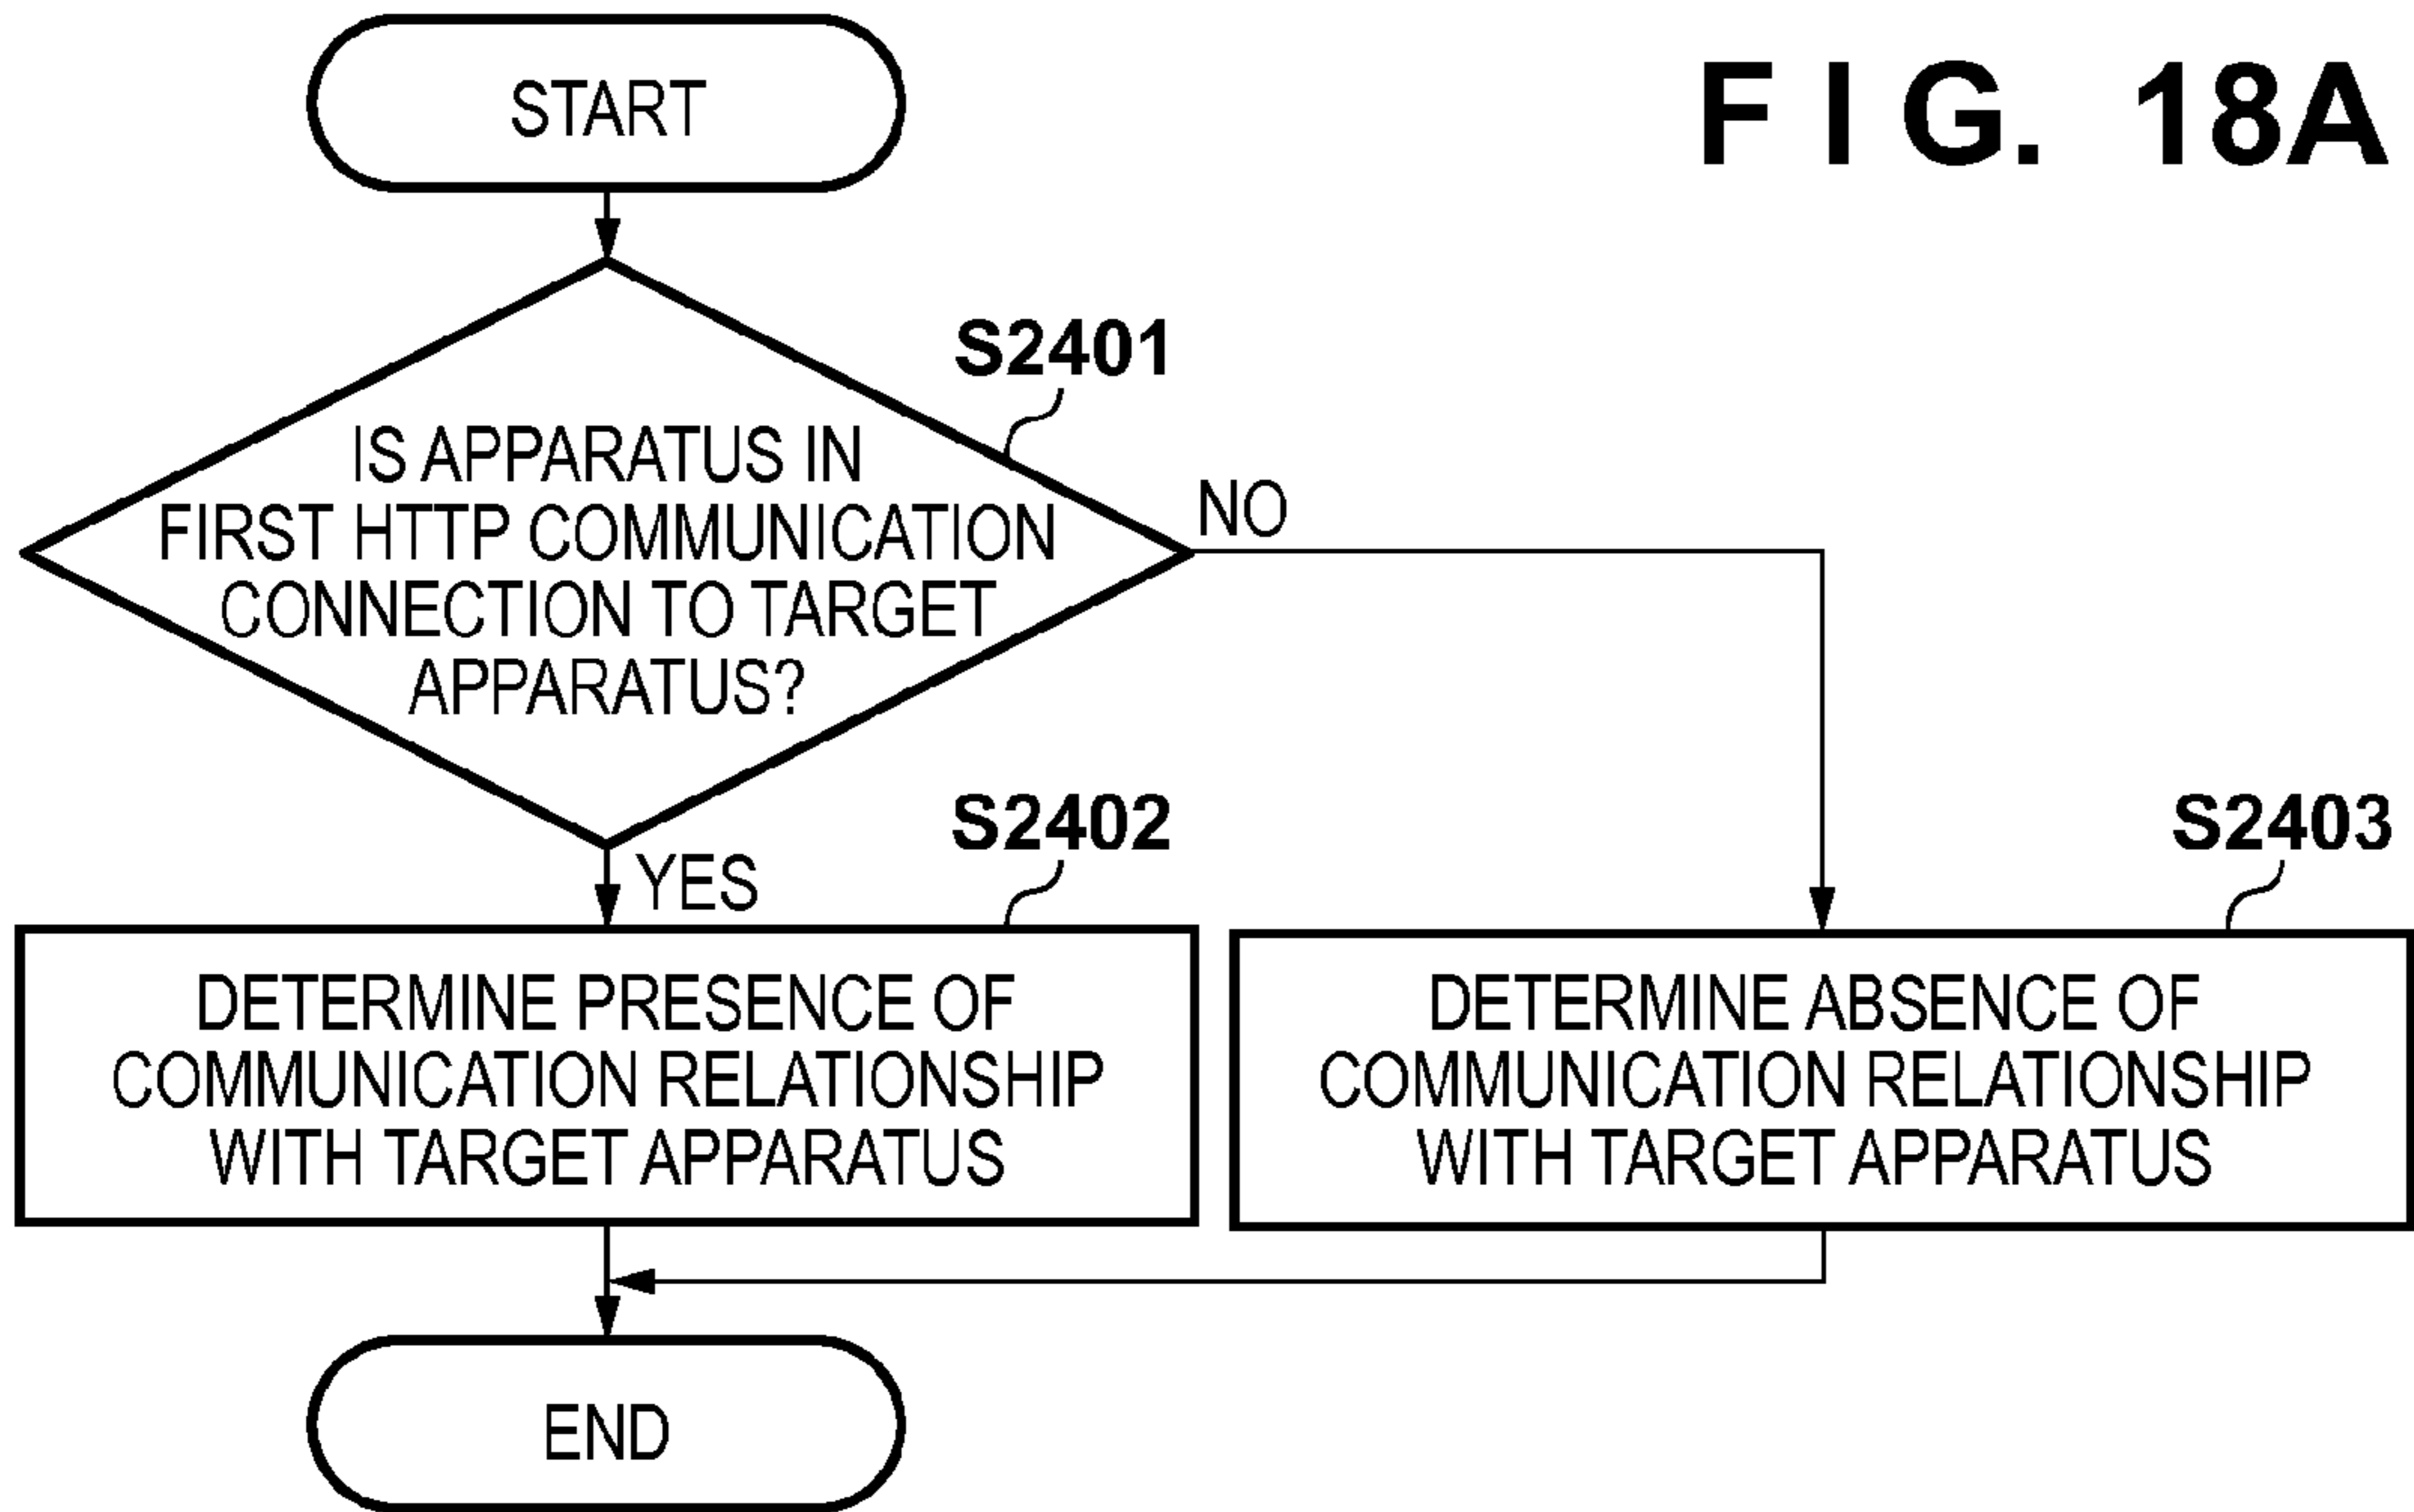 F I G. 18A
START
S2401
IS APPARATUS IN
FIRST HTTP COMMUNICATION
CONNECTION TO TARGET
APPARATUS?
NO
YES
S2402
DETERMINE PRESENCE OF
COMMUNICATION RELATIONSHIP
WITH TARGET APPARATUS
S2403
DETERMINE ABSENCE OF
COMMUNICATION RELATIONSHIP
WITH TARGET APPARATUS
END